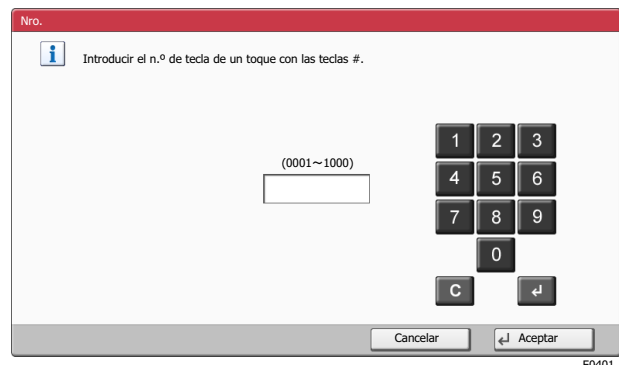 Nro.
Introducir el n.º de tecla de un toque con las teclas #.
(0001～1000)
1 2 3
4 5 6
7 8 9
0
C
Cancelar
Aceptar
F0401